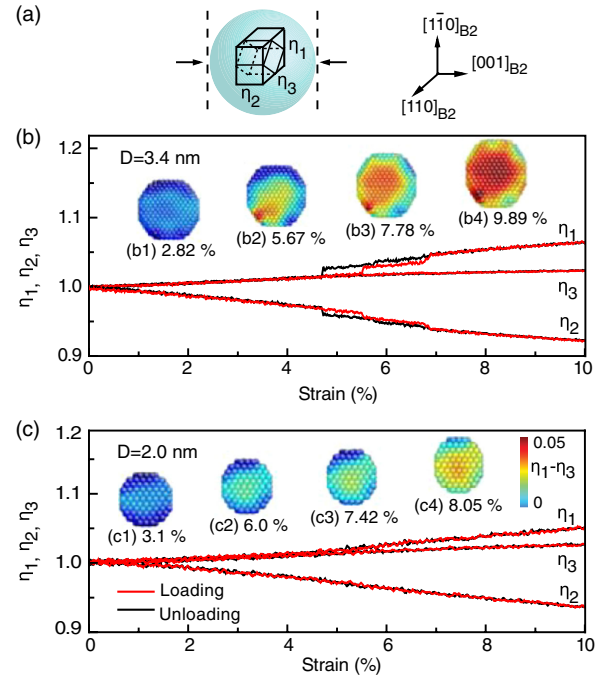 (a)
η1
η2
η3
[11̅0]B2
[001]B2
[110]B2
(b)
D=3.4 nm
(b1) 2.82 %
(b2) 5.67 %
(b3) 7.78 %
(b4) 9.89 %
η1, η2, η3
1.2
1.1
1.0
0.9
η1
η3
η2
0 2 4 6 8 10
Strain (%)
(c)
D=2.0 nm
(c1) 3.1 %
(c2) 6.0 %
(c3) 7.42 %
(c4) 8.05 %
0.05
η1-η3
0
η1, η2, η3
1.2
1.1
1.0
0.9
η1
η3
η2
Loading
Unloading
0 2 4 6 8 10
Strain (%)